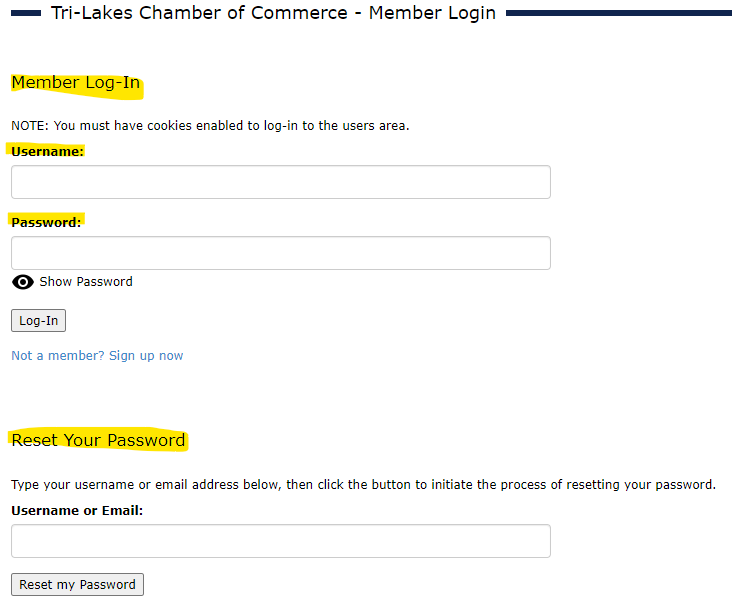 Tri-Lakes Chamber of Commerce - Member Login
Member Log-In
NOTE: You must have cookies enabled to log-in to the users area.
Username:
Password:
Show Password
Log-In
Not a member? Sign up now
Reset Your Password
Type your username or email address below, then click the button to initiate the process of resetting your password.
Username or Email:
Reset my Password